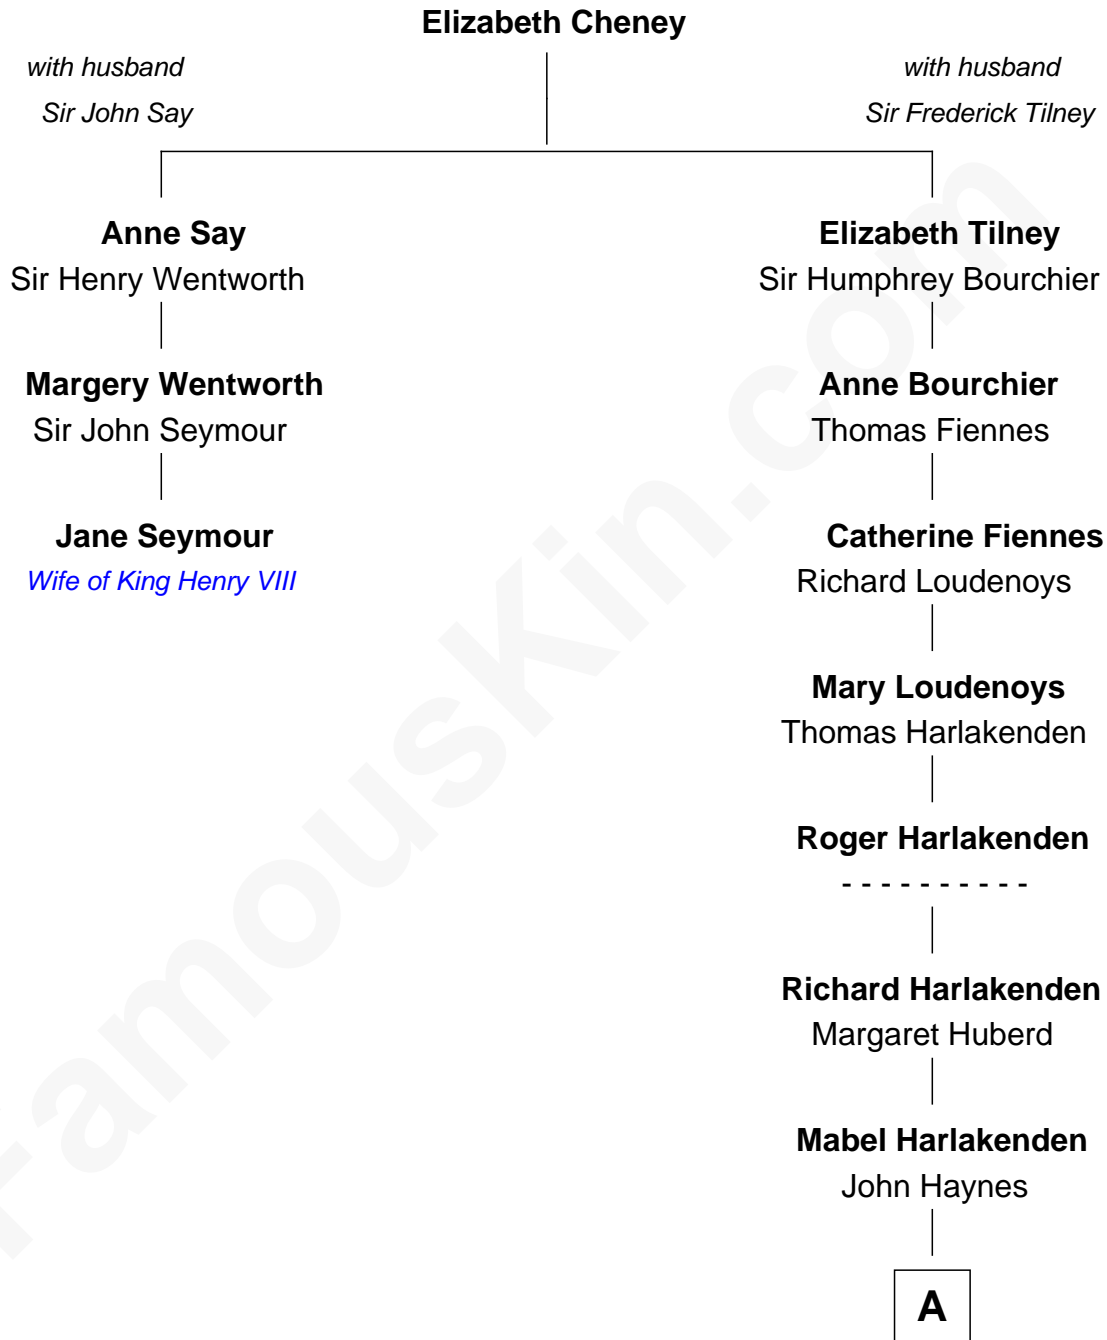 Elizabeth Cheney
with husband
Sir John Say
with husband
Sir Frederick Tilney
Anne Say
Sir Henry Wentworth
Elizabeth Tilney
Sir Humphrey Bourchier
Margery Wentworth
Sir John Seymour
Anne Bourchier
Thomas Fiennes
Jane Seymour
Wife of King Henry VIII
Catherine Fiennes
Richard Loudenoys
Mary Loudenoys
Thomas Harlakenden
Roger Harlakenden
- - - - - - - - - -
Richard Harlakenden
Margaret Huberd
Mabel Harlakenden
John Haynes
A
FamousKin.com